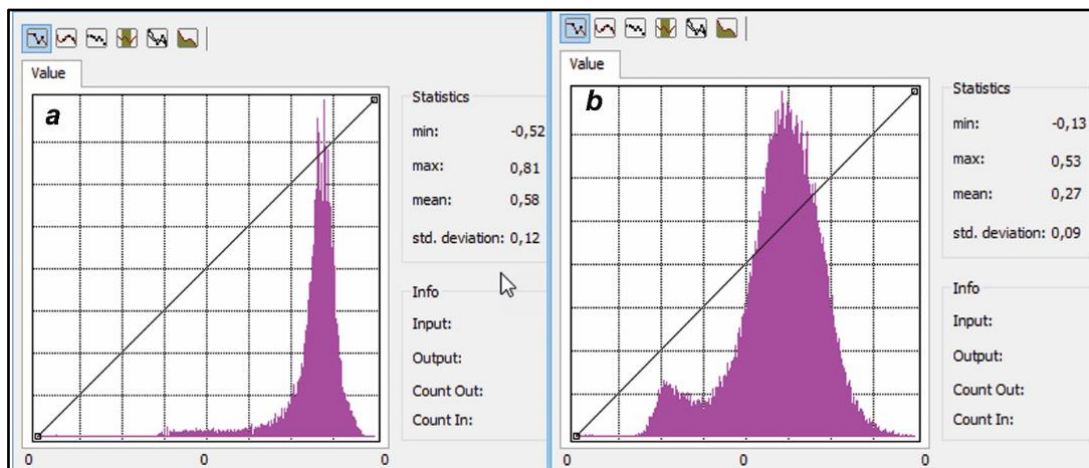 Value
a
Statistics
min: -0,52
max: 0,81
mean: 0,58
std. deviation: 0,12
Info
Input:
Output:
Count Out:
Count In:
0 0 0
Value
b
Statistics
min: -0,13
max: 0,53
mean: 0,27
std. deviation: 0,09
Info
Input:
Output:
Count Out:
Count In:
0 0 0